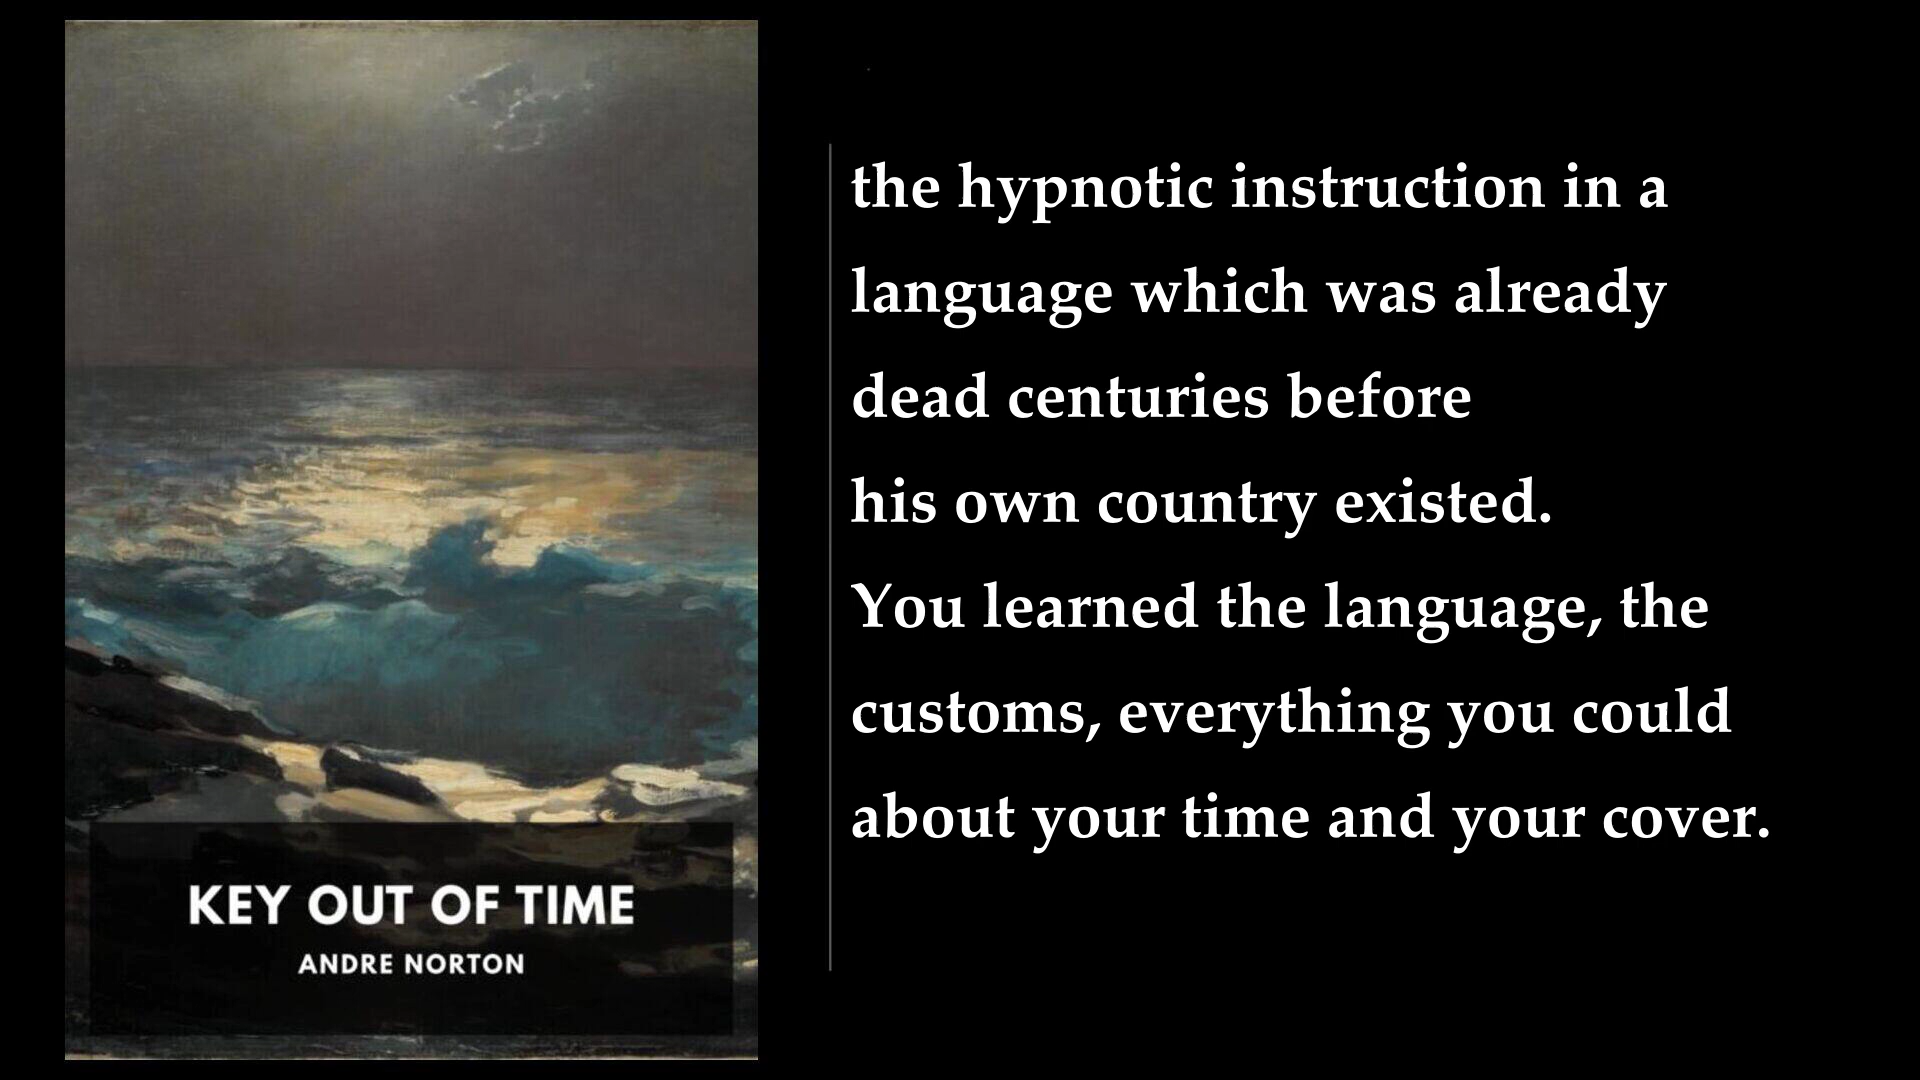 KEY OUT OF TIME
ANDRE NORTON
the hypnotic instruction in a
language which was already
dead centuries before
his own country existed.
You learned the language, the
customs, everything you could
about your time and your cover.